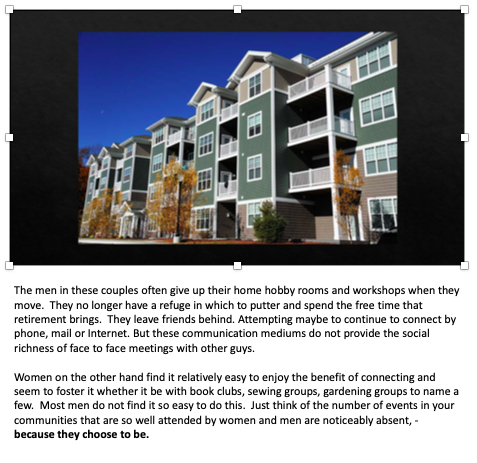 The men in these couples often give up their home hobby rooms and workshops when they
move.  They no longer have a refuge in which to putter and spend the free time that
retirement brings.  They leave friends behind. Attempting maybe to continue to connect by
phone, mail or Internet. But these communication mediums do not provide the social
richness of face to face meetings with other guys.

Women on the other hand find it relatively easy to enjoy the benefit of connecting and
seem to foster it whether it be with book clubs, sewing groups, gardening groups to name a
few.  Most men do not find it so easy to do this.  Just think of the number of events in your
communities that are so well attended by women and men are noticeably absent, -
because they choose to be.